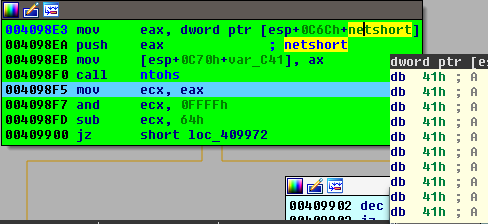 004098E3 mov eax, dword ptr [esp+0C6Ch+netshort]
004098EA push eax ; netshort
004098EB mov [esp+0C70h+var_C41], ax
004098F0 call ntohs
004098F5 mov ecx, eax
004098F7 and ecx, 0FFFFh
004098FD sub ecx, 64h
00409900 jz short loc_409972
dword ptr [e
db 41h ; A
db 41h ; A
db 41h ; A
db 41h ; A
db 41h ; A
db 41h ; A
db 41h ; A
db 41h ; A
db 41h ; A
00409902 dec